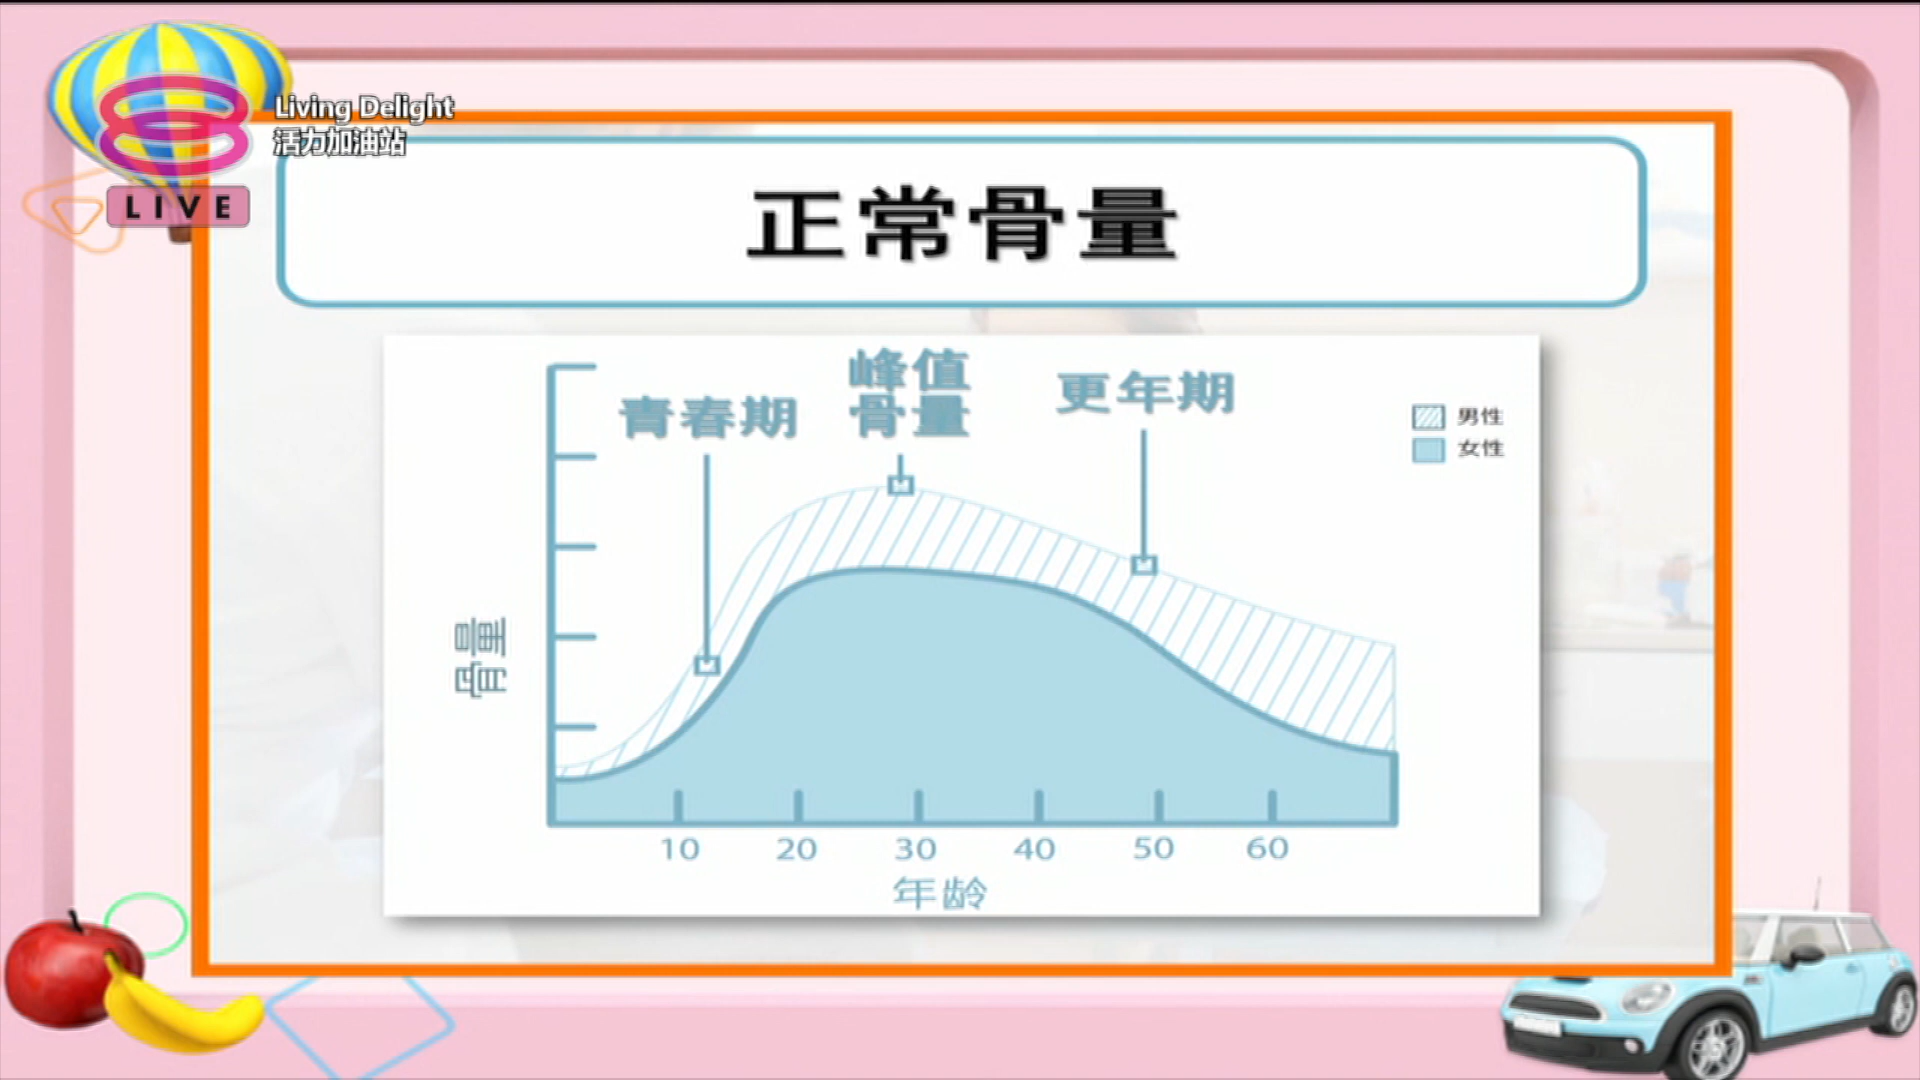 Living Delight
活力加油站
LIVE
正常骨量
青春期
峰值
骨量
更年期
男性
女性
骨量
10 20 30 40 50 60
年龄